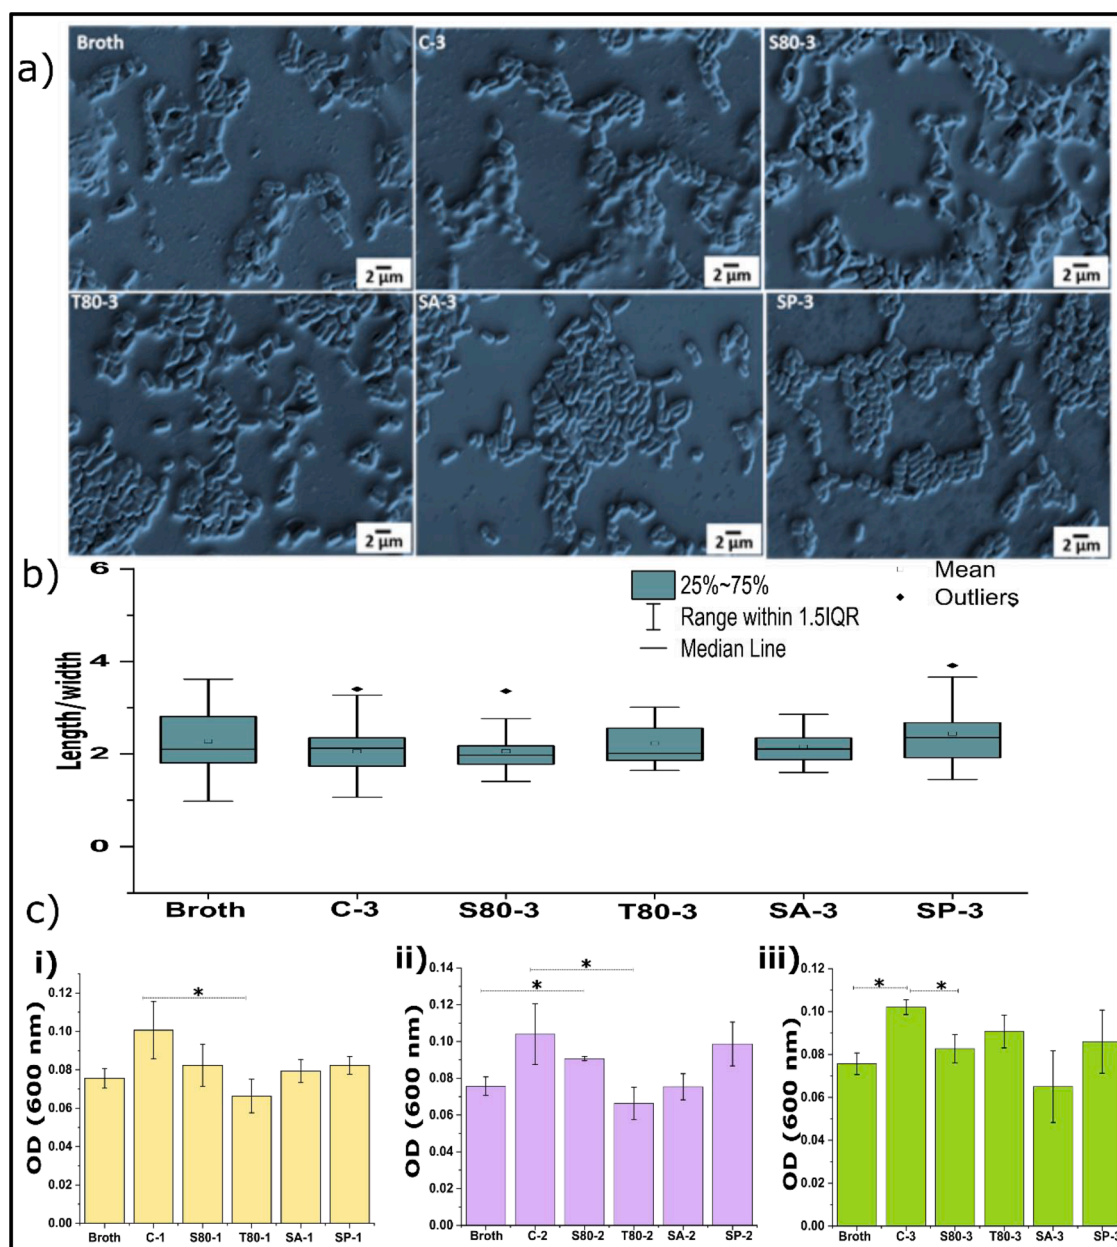 a)
Broth
C-3
S80-3
2 μm
2 μm
2 μm
T80-3
SA-3
SP-3
2 μm
2 μm
2 μm
b)
Length/width
6
4
2
0
25%~75%
Range within 1.5IQR
Median Line
Mean
Outliers
Broth C-3 S80-3 T80-3 SA-3 SP-3
c)
i)
OD (600 nm)
0.12
0.10
0.08
0.06
0.04
0.02
0.00
*
Broth C-1 S80-1 T80-1 SA-1 SP-1
ii)
OD (600 nm)
0.14
0.12
0.10
0.08
0.06
0.04
0.02
0.00
*
*
Broth C-2 S80-2 T80-2 SA-2 SP-2
iii)
OD (600 nm)
0.12
0.10
0.08
0.06
0.04
0.02
0.00
* *
Broth C-3 S80-3 T80-3 SA-3 SP-3